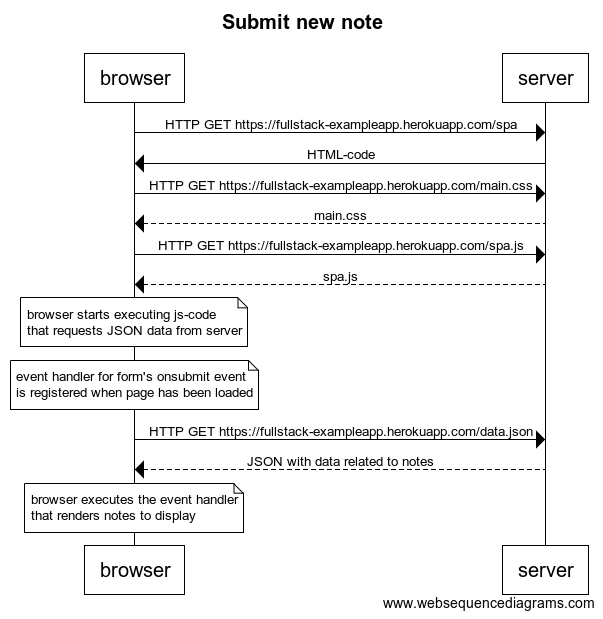 Submit new note
browser
server
HTTP GET https://fullstack-exampleapp.herokuapp.com/spa
HTML-code
HTTP GET https://fullstack-exampleapp.herokuapp.com/main.css
main.css
HTTP GET https://fullstack-exampleapp.herokuapp.com/spa.js
spa.js
browser starts executing js-code
that requests JSON data from server
event handler for form's onsubmit event
is registered when page has been loaded
HTTP GET https://fullstack-exampleapp.herokuapp.com/data.json
JSON with data related to notes
browser executes the event handler
that renders notes to display
browser
server
www.websequencediagrams.com